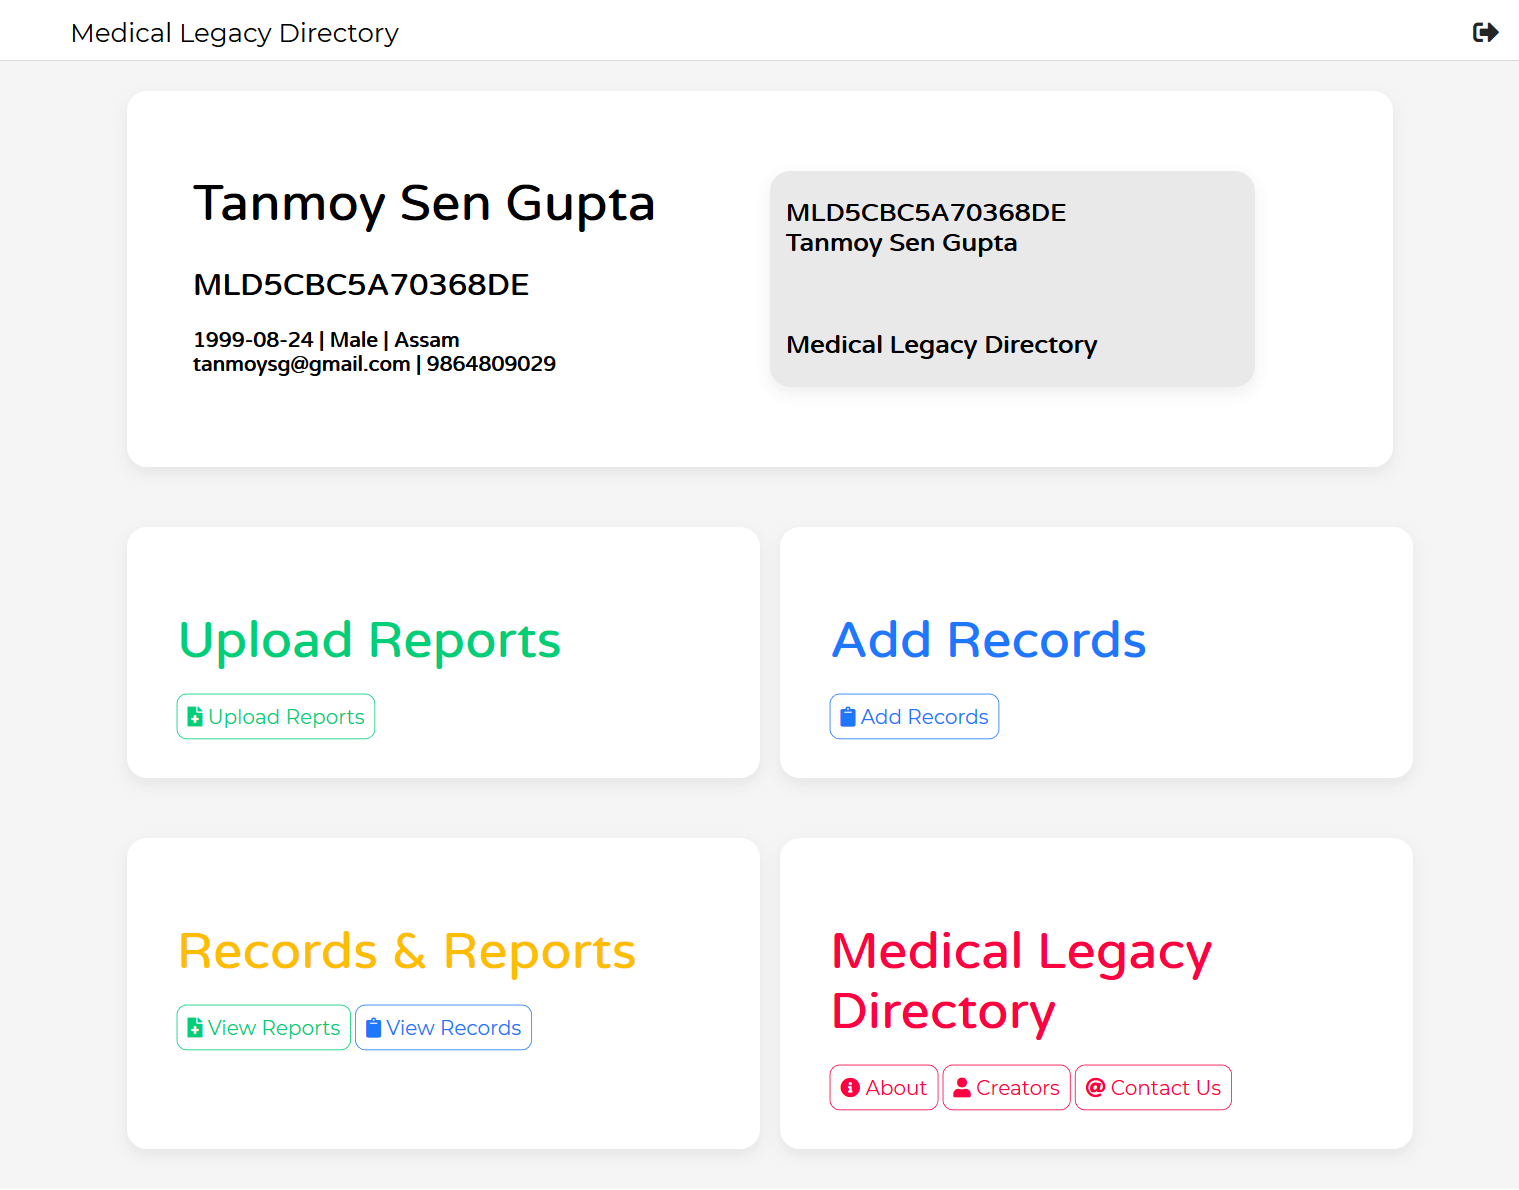 Medical Legacy Directory
Tanmoy Sen Gupta
MLD5CBC5A70368DE
1999-08-24 | Male | Assam
tanmoysg@gmail.com | 9864809029
MLD5CBC5A70368DE
Tanmoy Sen Gupta
Medical Legacy Directory
Upload Reports
Upload Reports
Add Records
Add Records
Records & Reports
View Reports View Records
Medical Legacy
Directory
About Creators Contact Us